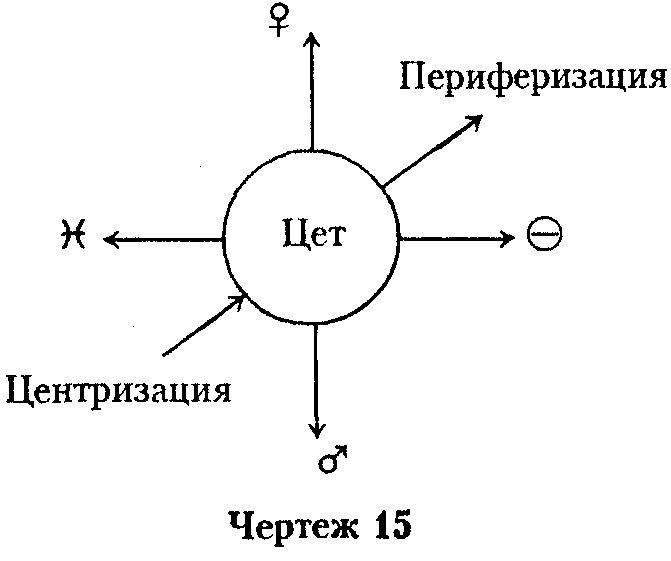 ♀
Периферизация
♓ Цет ⊖
Центризация
♂
Чертеж 15